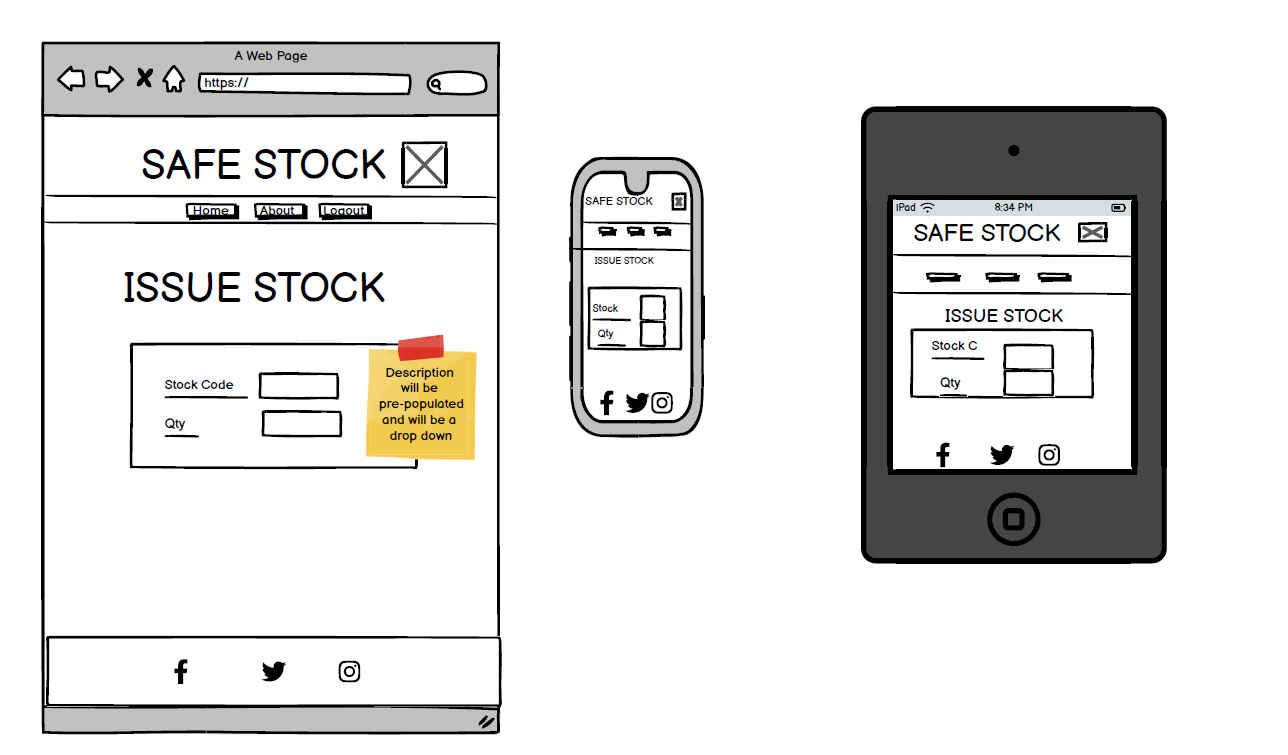 A Web Page
https://
SAFE STOCK
Home About Logout
ISSUE STOCK
Stock Code
Qty
Description
will be
pre-populated
and will be a
drop down
SAFE STOCK
ISSUE STOCK
Stock
Qty
iPad 8:34 PM
SAFE STOCK
ISSUE STOCK
Stock C
Qty